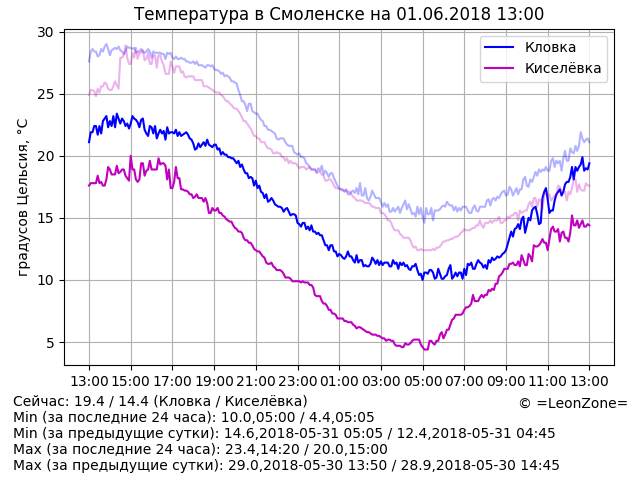 Температура в Смоленске на 01.06.2018 13:00
Кловка
Киселёвка
градусов Цельсия, °C
30
25
20
15
10
5
13:00 15:00 17:00 19:00 21:00 23:00 01:00 03:00 05:00 07:00 09:00 11:00 13:00
Сейчас: 19.4 / 14.4 (Кловка / Киселёвка)
© =LeonZone=
Min (за последние 24 часа): 10.0,05:00 / 4.4,05:05
Min (за предыдущие сутки): 14.6,2018-05-31 05:05 / 12.4,2018-05-31 04:45
Max (за последние 24 часа): 23.4,14:20 / 20.0,15:00
Max (за предыдущие сутки): 29.0,2018-05-30 13:50 / 28.9,2018-05-30 14:45